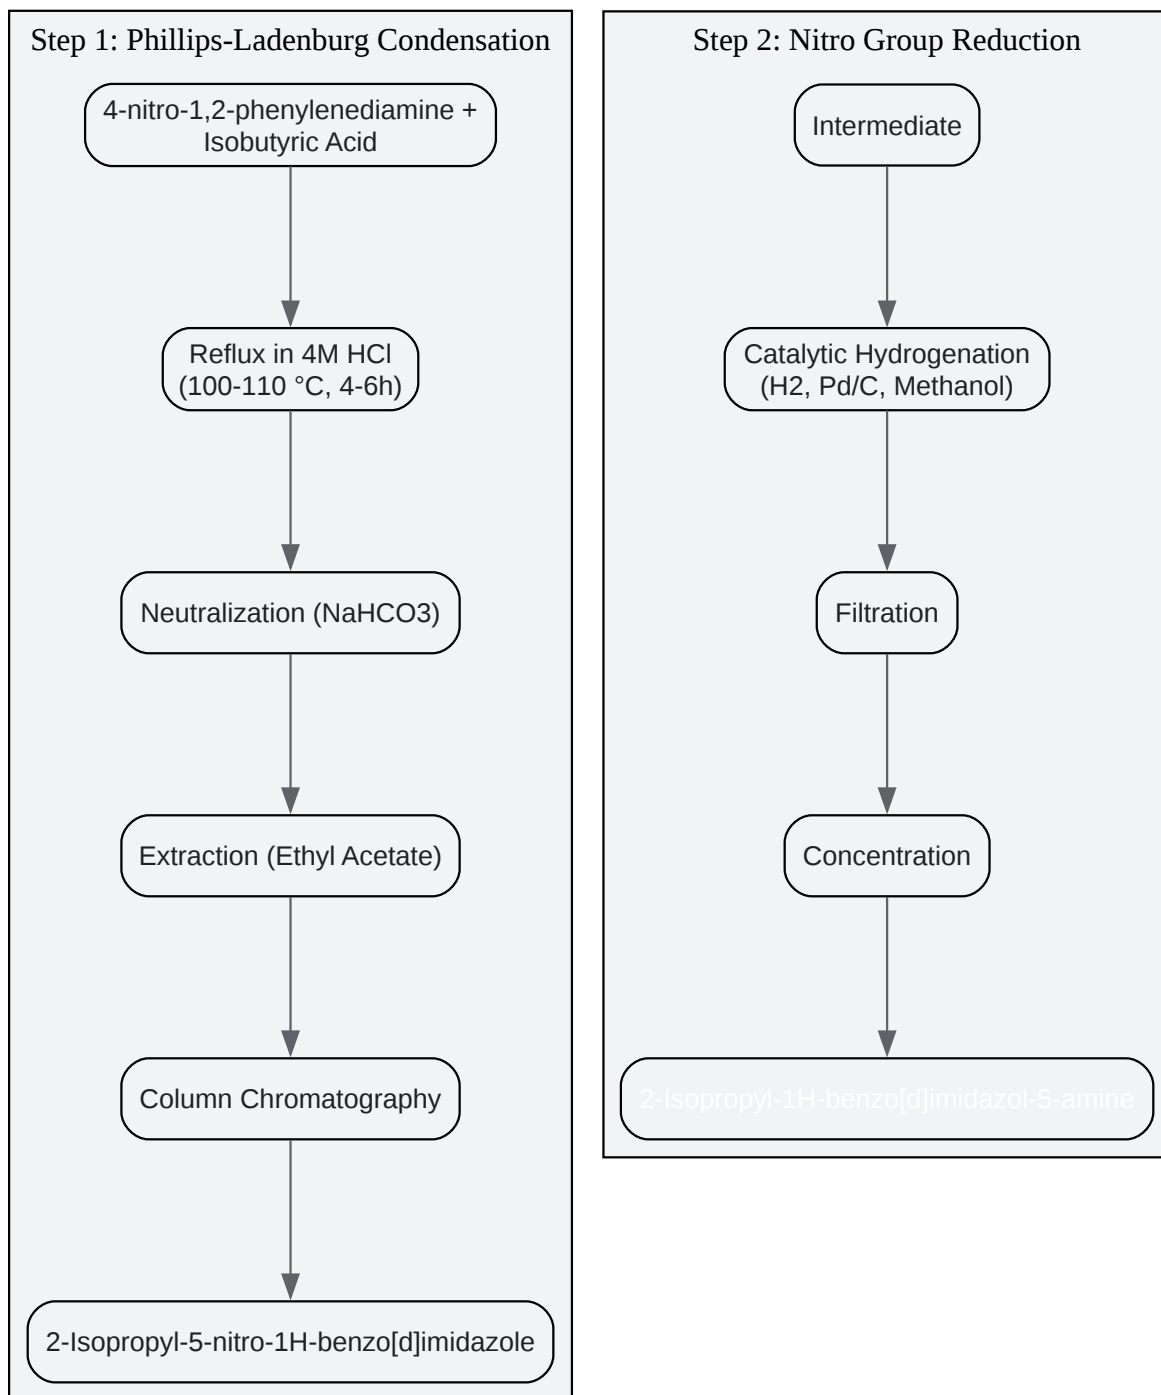 Step 1: Phillips-Ladenburg Condensation
4-nitro-1,2-phenylenediamine +
Isobutyric Acid
Reflux in 4M HCl
(100-110 °C, 4-6h)
Neutralization (NaHCO3)
Extraction (Ethyl Acetate)
Column Chromatography
2-Isopropyl-5-nitro-1H-benzo[d]imidazole
Step 2: Nitro Group Reduction
Intermediate
Catalytic Hydrogenation
(H2, Pd/C, Methanol)
Filtration
Concentration
2-Isopropyl-1H-benzo[d]imidazol-5-amine